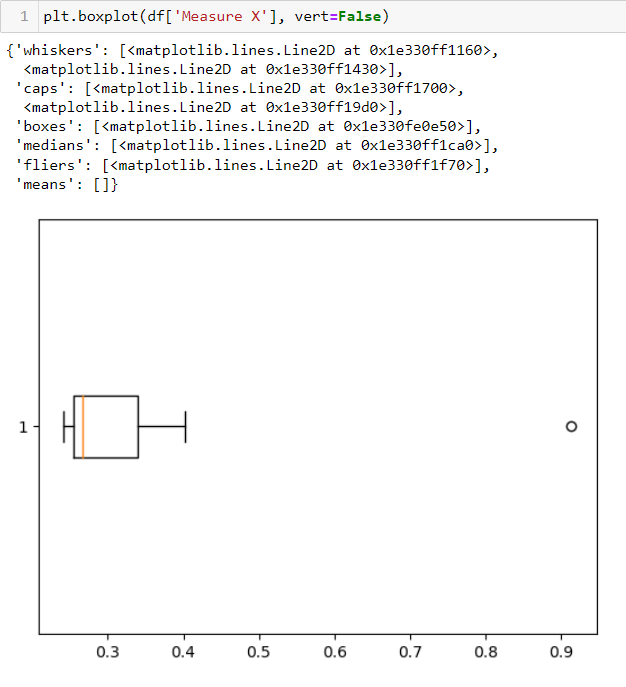 1 plt.boxplot(df['Measure X'], vert=False)
{'whiskers': [<matplotlib.lines.Line2D at 0x1e330ff1160>,
<matplotlib.lines.Line2D at 0x1e330ff1430>],
'caps': [<matplotlib.lines.Line2D at 0x1e330ff1700>,
<matplotlib.lines.Line2D at 0x1e330ff19d0>],
'boxes': [<matplotlib.lines.Line2D at 0x1e330fe0e50>],
'medians': [<matplotlib.lines.Line2D at 0x1e330ff1ca0>],
'fliers': [<matplotlib.lines.Line2D at 0x1e330ff1f70>],
'means': []}
1
0.3 0.4 0.5 0.6 0.7 0.8 0.9